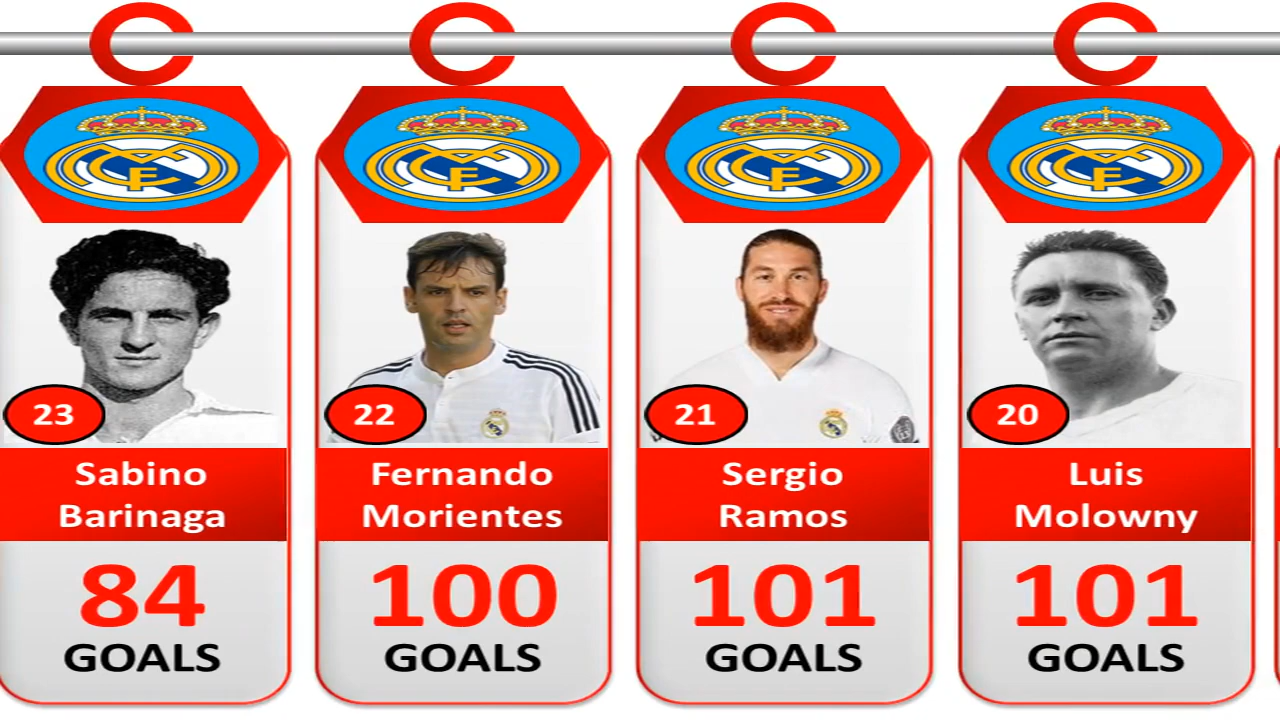 23
Sabino
Barinaga
84
GOALS
22
Fernando
Morientes
100
GOALS
21
Sergio
Ramos
101
GOALS
20
Luis
Molowny
101
GOALS